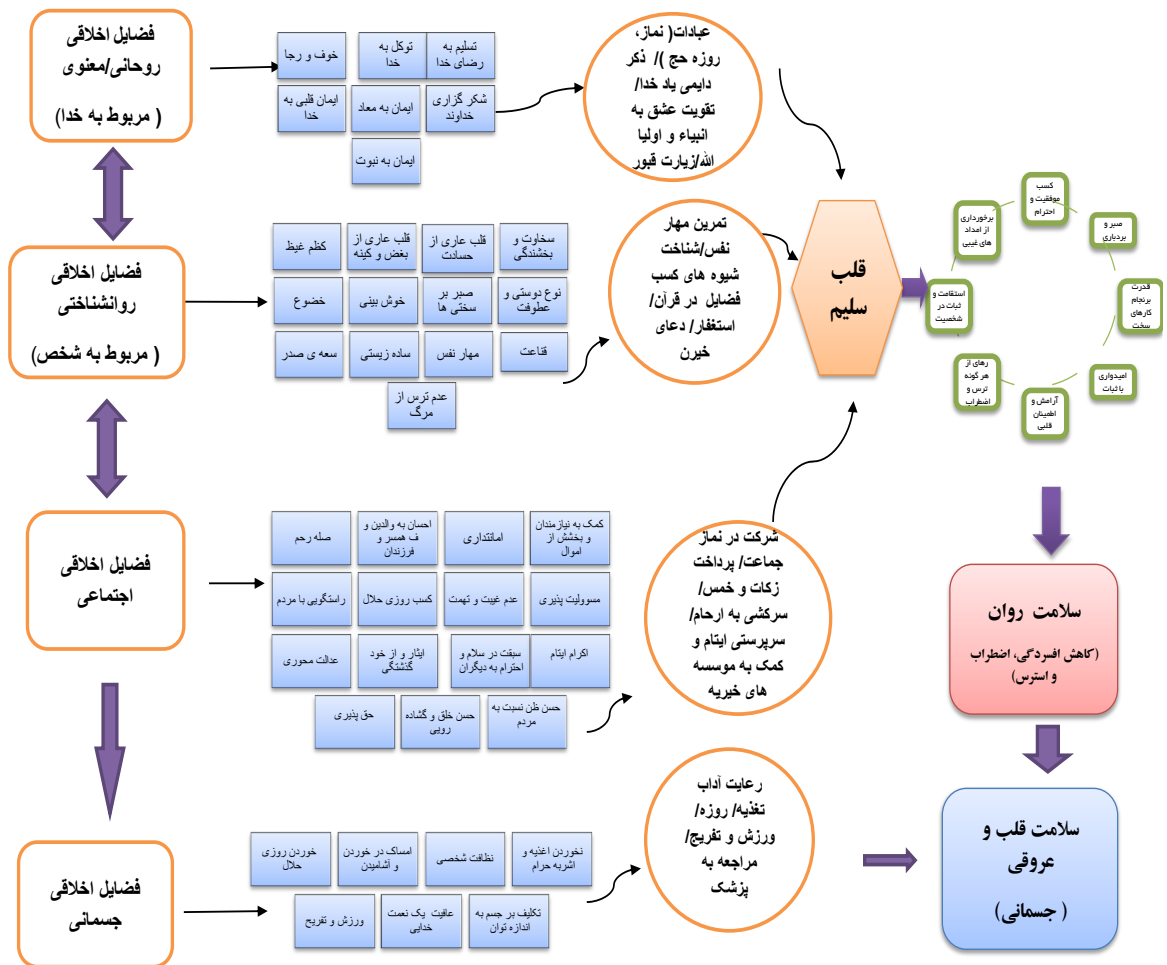 فضایل اخلاقی
روحانی/معنوی
( مربوط به خدا)
خوف و رجا
توکل به
خدا
تسلیم به
رضای خدا
ایمان قلبی به
خدا
ایمان به معاد
شکر گزاری
خداوند
ایمان به نبوت
عبادات( نماز،
روزه حج )/ ذکر
دایمی یاد خدا/
تقویت عشق به
انبیاء و اولیا
الله/زیارت قبور
فضایل اخلاقی
روانشناختی
( مربوط به شخص)
کظم غیظ
قلب عاری از
بغض و کینه
قلب عاری از
حسادت
سخاوت و
بخشندگی
خضوع
خوش بینی
صبر بر
سختی ها
نوع دوستی و
عطوفت
سعه ی صدر
ساده زیستی
مهار نفس
قناعت
عدم ترس از
مرگ
تمرین مهار
نفس/شناخت
شیوه های کسب
فضایل در قرآن/
استغفار/ دعای
خیرن
قلب
سلیم
کسب
موفقیت و
احترام
صبر و
بردباری
قدرت
برنجام
کارهای
سخت
امیدواری
با ثبات
آرامش و
اطمینان
قلبی
رهای از
هر گونه
ترس و
اضطراب
استقامت و
ثبات در
شخصیت
برخورداری
از امداد
های غیبی
فضایل اخلاقی
اجتماعی
صله رحم
احسان به والدین و
ف همسر و
فرزندان
امانتداری
کمک به نیازمندان
و بخشش از
اموال
راستگویی با مردم
کسب روزی حلال
عدم غیبت و تهمت
مسوولیت پذیری
عدالت محوری
ایثار و از خود
گذشتگی
سبقت در سلام و
احترام به دیگران
اکرام ایتام
حق پذیری
حسن خلق و گشاده
رویی
حسن ظن نسبت به
مردم
شرکت در نماز
جماعت/ پرداخت
زکات و خمس/
سرکشی به ارحام/
سرپرستی ایتام و
کمک به موسسه
های خیریه
سلامت روان
(کاهش افسردگی، اضطراب
و استرس)
فضایل اخلاقی
جسمانی
خوردن روزی
حلال
امساک در خوردن
و آشامیدن
نظافت شخصی
نخوردن اغذیه و
اشربه حرام
ورزش و تفریح
عافیت یک نعمت
خدایی
تکلیف بر جسم به
اندازه توان
رعایت آداب
تغذیه/ روزه/
ورزش و تفریح/
مراجعه به
پزشک
سلامت قلب و
عروقی
( جسمانی)